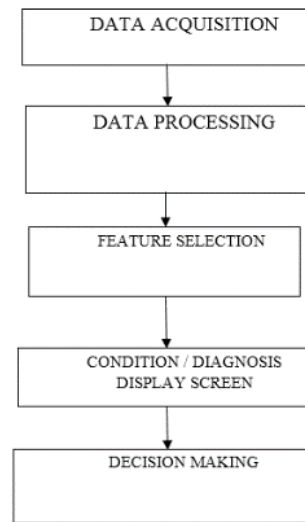 DATA ACQUISITION
DATA PROCESSING
FEATURE SELECTION
CONDITION / DIAGNOSIS
DISPLAY SCREEN
DECISION MAKING